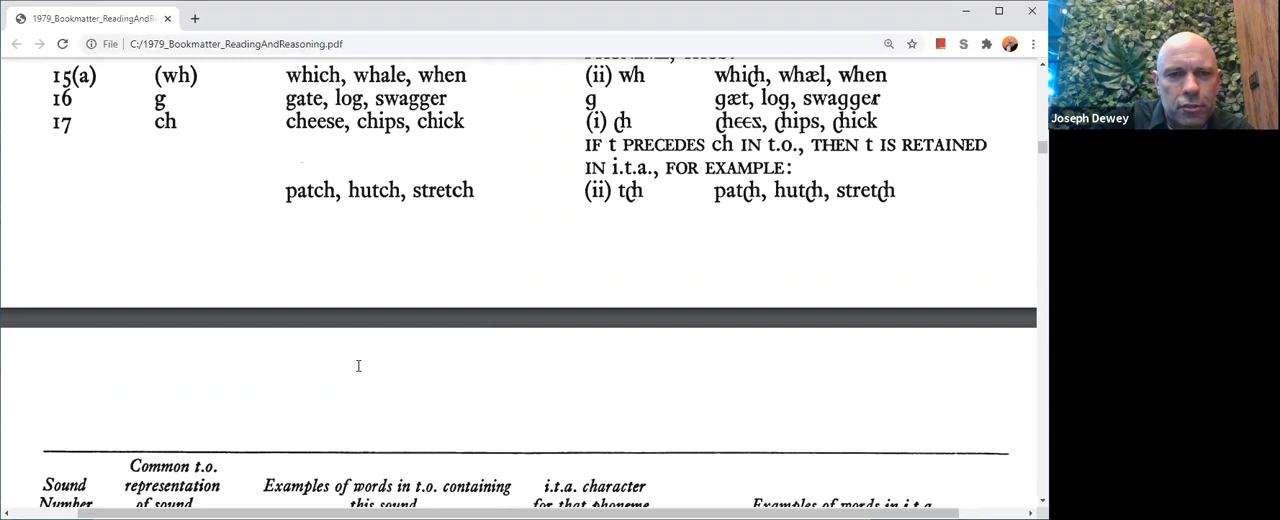 1979_Bookmatter_ReadingAndR
File C:/1979_Bookmatter_ReadingAndReasoning.pdf
S
Joseph Dewey
15(a) (wh) which, whale, when (ii) wh whiꭓh, whæl, when
16 g gate, log, swagger g gæt, log, swagger
17 ch cheese, chips, chick (i) ch chεεz, chips, chick
IF t PRECEDES ch IN t.o., THEN t IS RETAINED
IN i.t.a., FOR EXAMPLE:
patch, hutch, stretch (ii) tch patch, hutch, stretch
Common t.o.
Sound representation Examples of words in t.o. containing i.t.a. character
Number of sound this sound for that phoneme Examples of words in i.t.a.